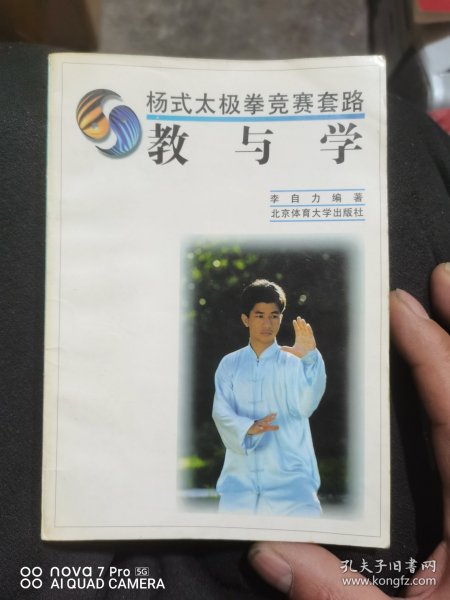 杨式太极拳竞赛套路
教与学
李自力编著
北京体育大学出版社
nova 7 Pro 5G
AI QUAD CAMERA
孔夫子旧书网
www.kongfz.com